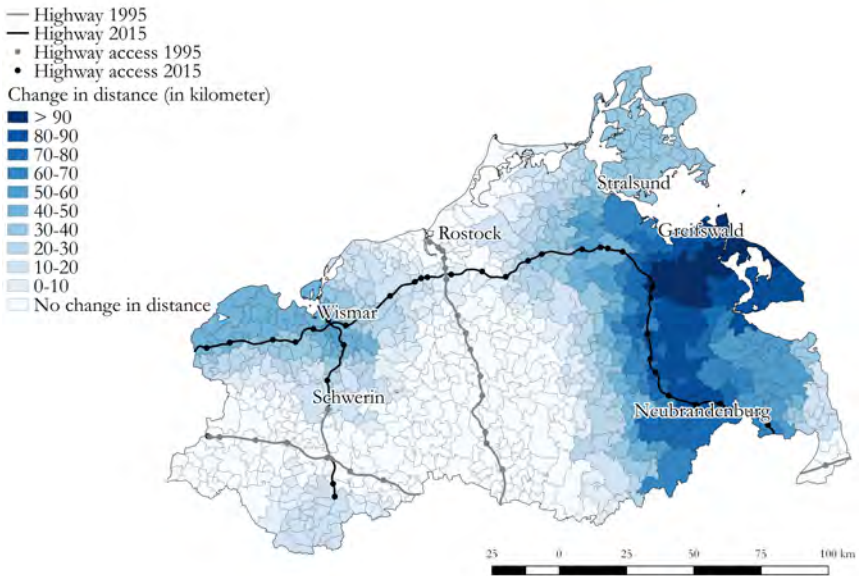 Highway 1995
Highway 2015
Highway access 1995
Highway access 2015
Change in distance (in kilometer)
> 90
80-90
70-80
60-70
50-60
40-50
30-40
20-30
10-20
0-10
No change in distance
Stralsund
Greifswald
Rostock
Wismar
Schwerin
Neubrandenburg
25 0 25 50 75 100 km